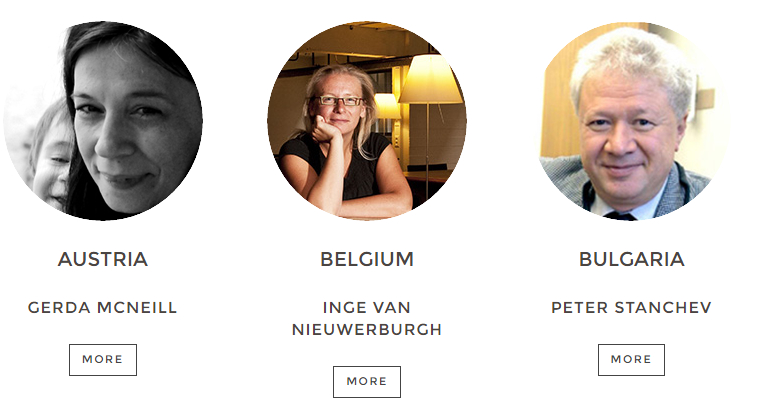 AUSTRIA
BELGIUM
BULGARIA
GERDA MCNEILL
INGE VAN
NIEUWERBURGH
PETER STANCHEV
MORE
MORE
MORE